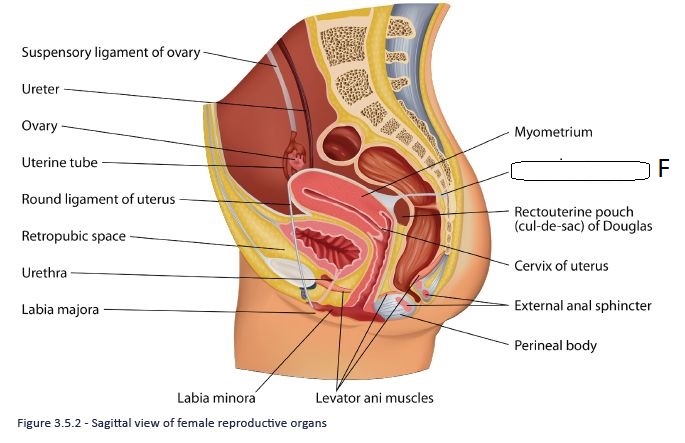 Suspensory ligament of ovary
Ureter
Ovary
Uterine tube
Round ligament of uterus
Retropubic space
Urethra
Labia majora
Labia minora
Levator ani muscles
Myometrium
F
Rectouterine pouch
(cul-de-sac) of Douglas
Cervix of uterus
External anal sphincter
Perineal body
Figure 3.5.2 - Sagittal view of female reproductive organs